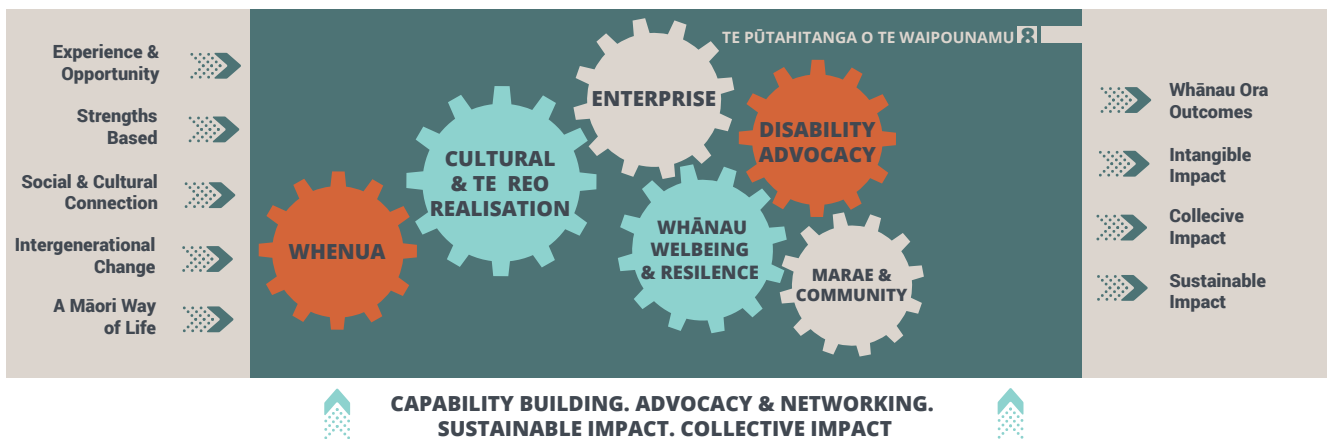 Experience &
Opportunity
Strengths
Based
Social & Cultural
Connection
Intergenerational
Change
A Māori Way
of Life
TE PŪTAHITANGA O TE WAIPOUNAMU 8
WHENUA
CULTURAL
& TE REO
REALISATION
ENTERPRISE
DISABILITY
ADVOCACY
WHĀNAU
WELBEING
& RESILENCE
MARAE &
COMMUNITY
Whānau Ora
Outcomes
Intangible
Impact
Collecive
Impact
Sustainable
Impact
CAPABILITY BUILDING. ADVOCACY & NETWORKING.
SUSTAINABLE IMPACT. COLLECTIVE IMPACT